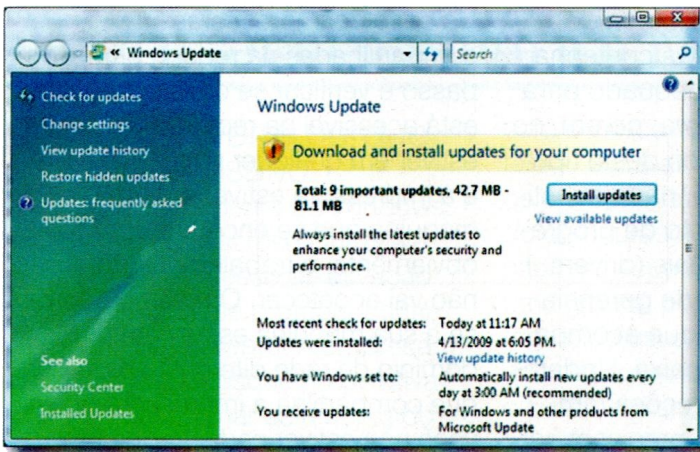 « Windows Update
Search
Check for updates
Change settings
View update history
Restore hidden updates
Updates: frequently asked
questions
See also
Security Center
Installed Updates
Windows Update
Download and install updates for your computer
Total: 9 important updates, 42.7 MB -
81.1 MB
Install updates
View available updates
Always install the latest updates to
enhance your computer's security and
performance.
Most recent check for updates: Today at 11:17 AM
Updates were installed: 4/13/2009 at 6:05 PM.
View update history
You have Windows set to: Automatically install new updates every
day at 3:00 AM (recommended)
You receive updates: For Windows and other products from
Microsoft Update